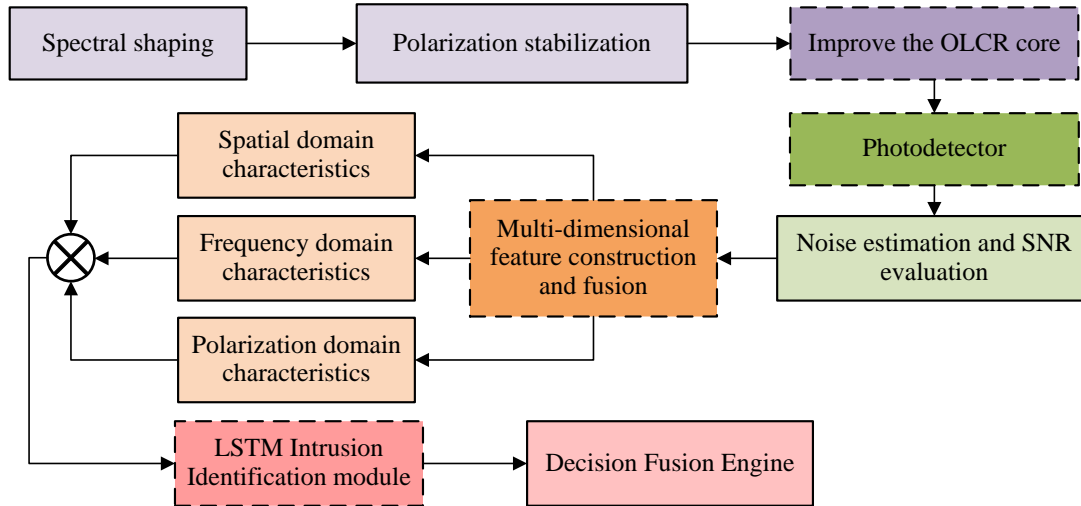 Spectral shaping
Polarization stabilization
Improve the OLCR core
Photodetector
Noise estimation and SNR
evaluation
Multi-dimensional
feature construction
and fusion
Spatial domain
characteristics
Frequency domain
characteristics
Polarization domain
characteristics
LSTM Intrusion
Identification module
Decision Fusion Engine